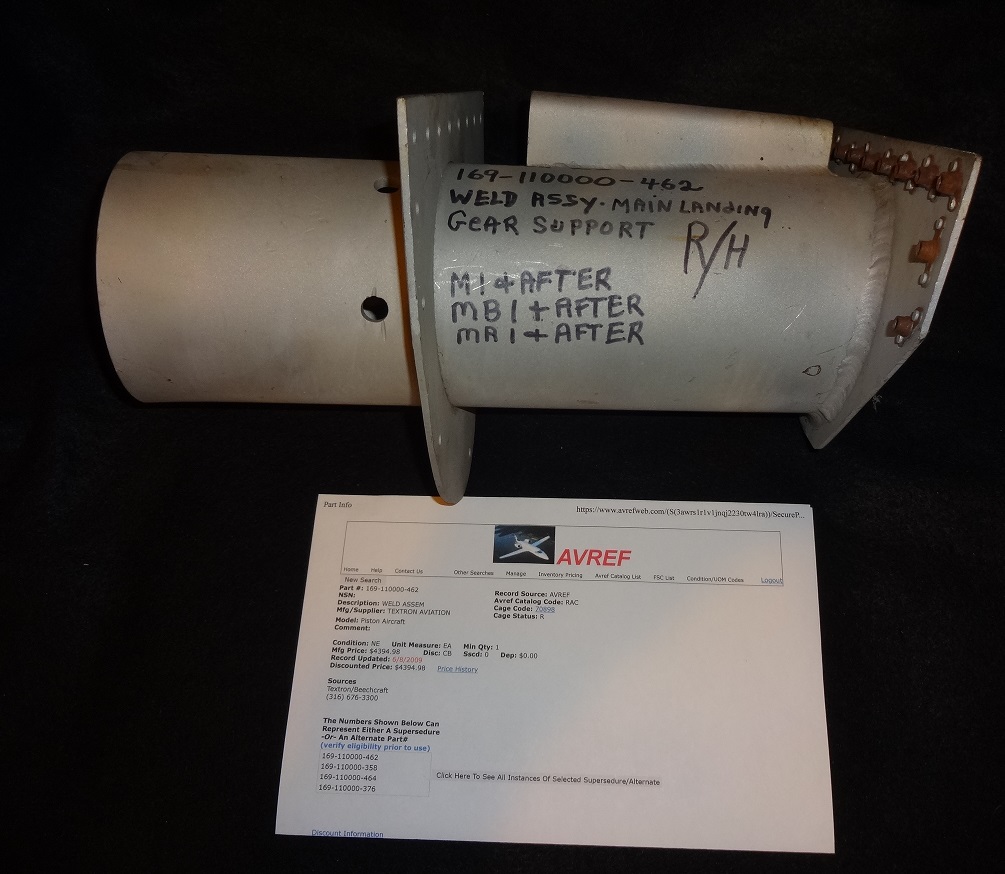 169-110000-462
WELD ASSY. MAIN LANDING
GEAR SUPPORT R/H
M1 + AFTER
MB1 + AFTER
MA1 + AFTER
Part Info
AVREF
Home Help Contact Us Other Searches Manage Inventory Pricing Avref Catalog List FSC List Condition/UOM Codes Logout
New Search
Part #: 169-110000-462
NSN:
Description: WELD ASSEM
Mfg/Supplier: TEXTRON AVIATION
Model: Piston Aircraft
Comment:
Record Source: AVREF
Avref Catalog Code: RAC
Cage Code: 70898
Cage Status: R
Condition: NE Unit Measure: EA Min Qty: 1
Mfg Price: $4394.98 Disc: CB Sscd: 0 Dep: $0.00
Record Updated: 6/8/2009
Discounted Price: $4394.98 Price History
Sources
Textron/Beechcraft
(316) 676-3300
The Numbers Shown Below Can
Represent Either A Supersedure
-Or- An Alternate Part#
(verify eligibility prior to use)
169-110000-462
169-110000-358
169-110000-464
169-110000-376
Click Here To See All Instances Of Selected Supersedure/Alternate
Discount Information